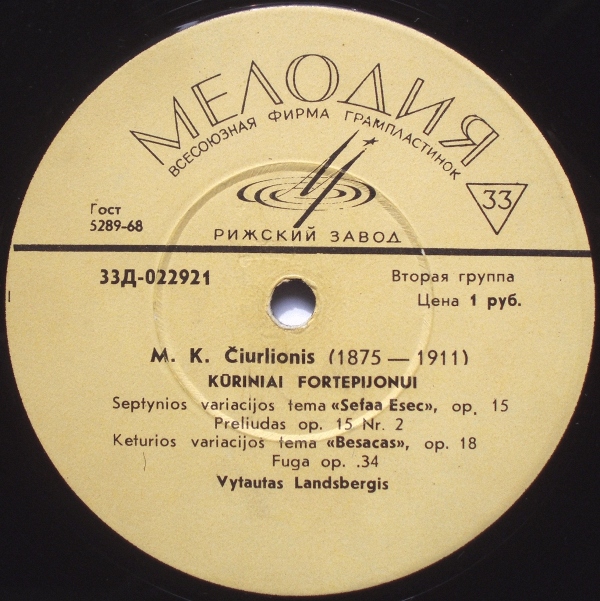 МЕЛОДИЯ
ВСЕСОЮЗНАЯ ФИРМА ГРАМПЛАСТИНОК
33
Гост
5289-68
РИЖСКИЙ ЗАВОД
33Д-022921
Вторая группа
Цена 1 руб.
M. K. Čiurlionis (1875 — 1911)
KŪRINIAI FORTEPIJONUI
Septynios variacijos tema «Sefaa Esec», op. 15
Preliudas op. 15 Nr. 2
Keturios variacijos tema «Besacas», op. 18
Fuga op. .34
Vytautas Landsbergis